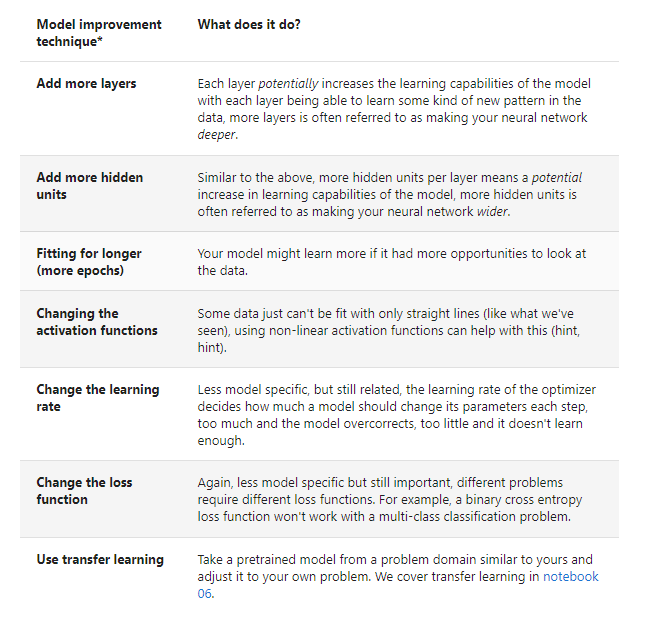 Model improvement technique*
What does it do?
Add more layers
Each layer potentially increases the learning capabilities of the model
with each layer being able to learn some kind of new pattern in the
data, more layers is often referred to as making your neural network
deeper.
Add more hidden
units
Similar to the above, more hidden units per layer means a potential
increase in learning capabilities of the model, more hidden units is
often referred to as making your neural network wider.
Fitting for longer
(more epochs)
Your model might learn more if it had more opportunities to look at
the data.
Changing the
activation functions
Some data just can't be fit with only straight lines (like what we've
seen), using non-linear activation functions can help with this (hint,
hint).
Change the learning
rate
Less model specific, but still related, the learning rate of the optimizer
decides how much a model should change its parameters each step,
too much and the model overcorrects, too little and it doesn't learn
enough.
Change the loss
function
Again, less model specific but still important, different problems
require different loss functions. For example, a binary cross entropy
loss function won't work with a multi-class classification problem.
Use transfer learning
Take a pretrained model from a problem domain similar to yours and
adjust it to your own problem. We cover transfer learning in notebook
06.